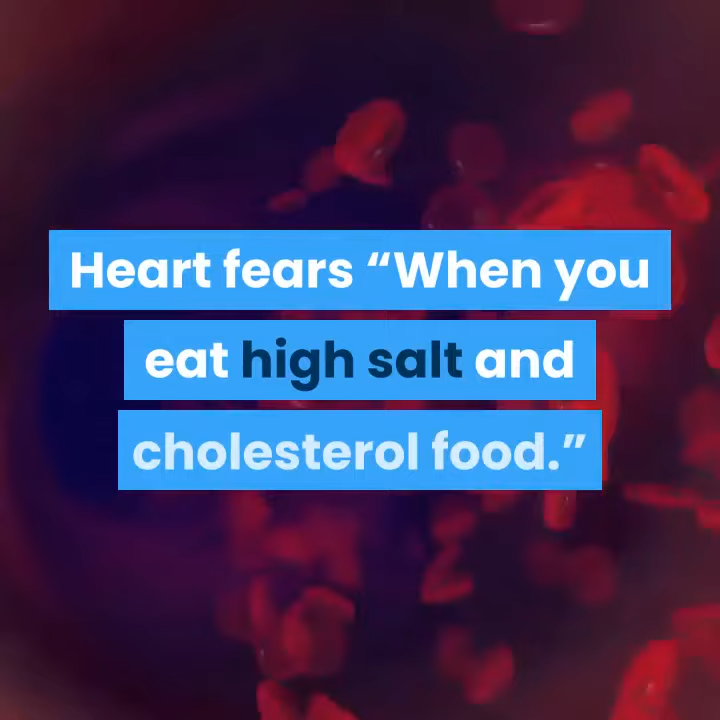 Heart fears “When you
eat high salt and
cholesterol food.”